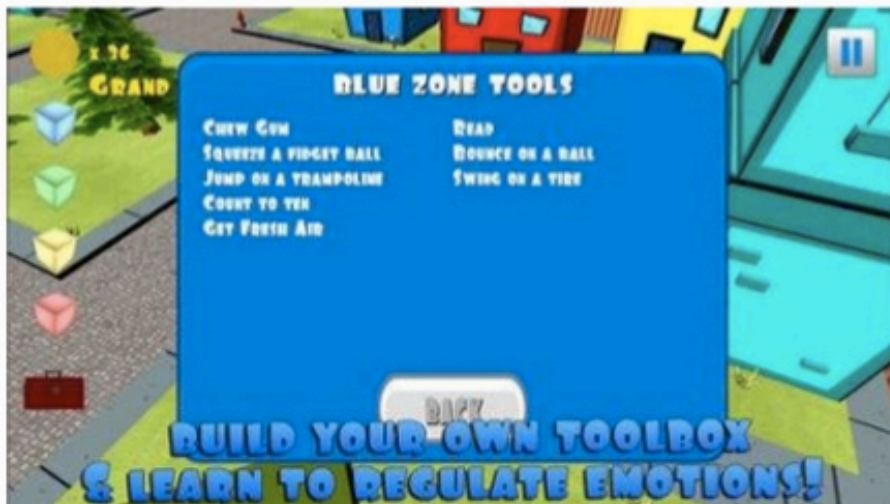 x 36
GRAND
BLUE ZONE TOOLS
CHEW GUM
SQUEEZE A FIDGET BALL
JUMP ON A TRAMPOLINE
COUNT TO TEN
GET FRESH AIR
READ
BOUNCE ON A BALL
SWING ON A TIRE
BACK
BUILD YOUR OWN TOOLBOX
& LEARN TO REGULATE EMOTIONS!